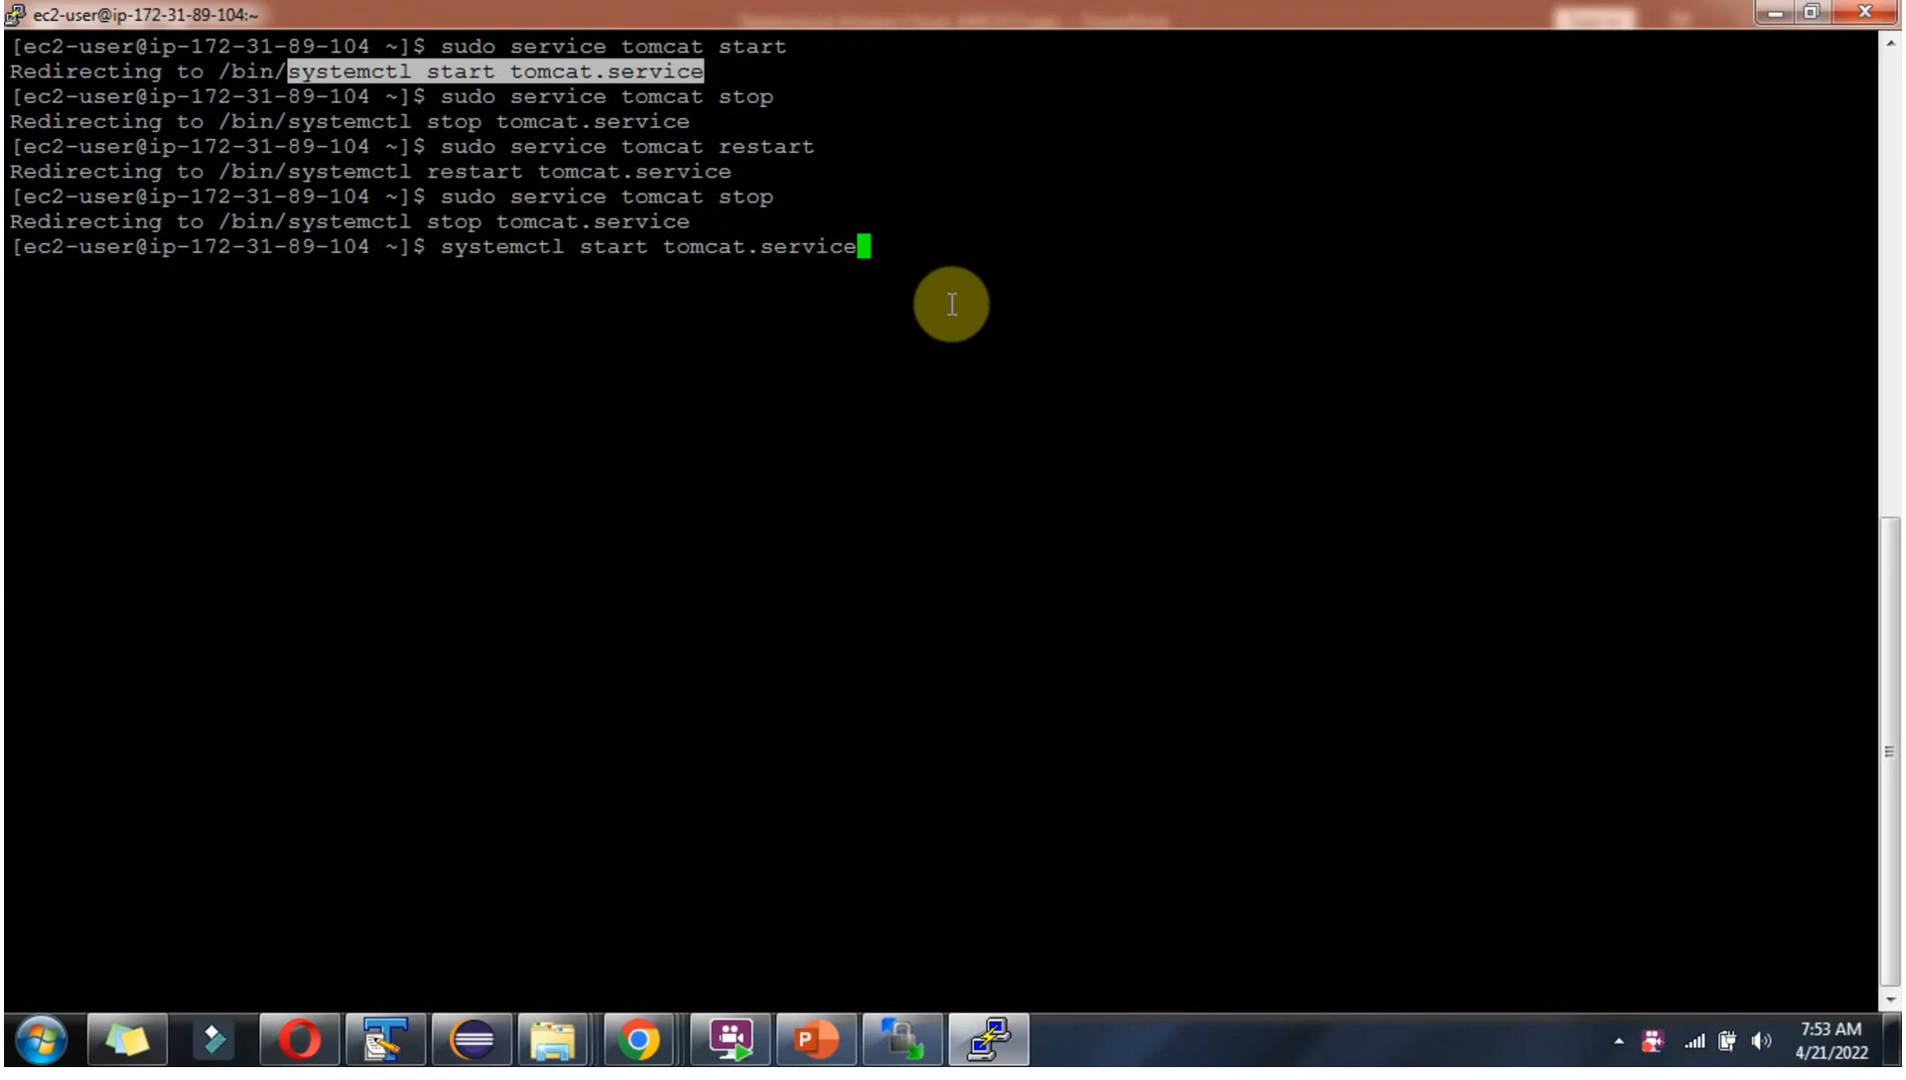 ec2-user@ip-172-31-89-104:~
[ec2-user@ip-172-31-89-104 ~]$ sudo service tomcat start
Redirecting to /bin/systemctl start tomcat.service
[ec2-user@ip-172-31-89-104 ~]$ sudo service tomcat stop
Redirecting to /bin/systemctl stop tomcat.service
[ec2-user@ip-172-31-89-104 ~]$ sudo service tomcat restart
Redirecting to /bin/systemctl restart tomcat.service
[ec2-user@ip-172-31-89-104 ~]$ sudo service tomcat stop
Redirecting to /bin/systemctl stop tomcat.service
[ec2-user@ip-172-31-89-104 ~]$ systemctl start tomcat.service
P
7:53 AM
4/21/2022